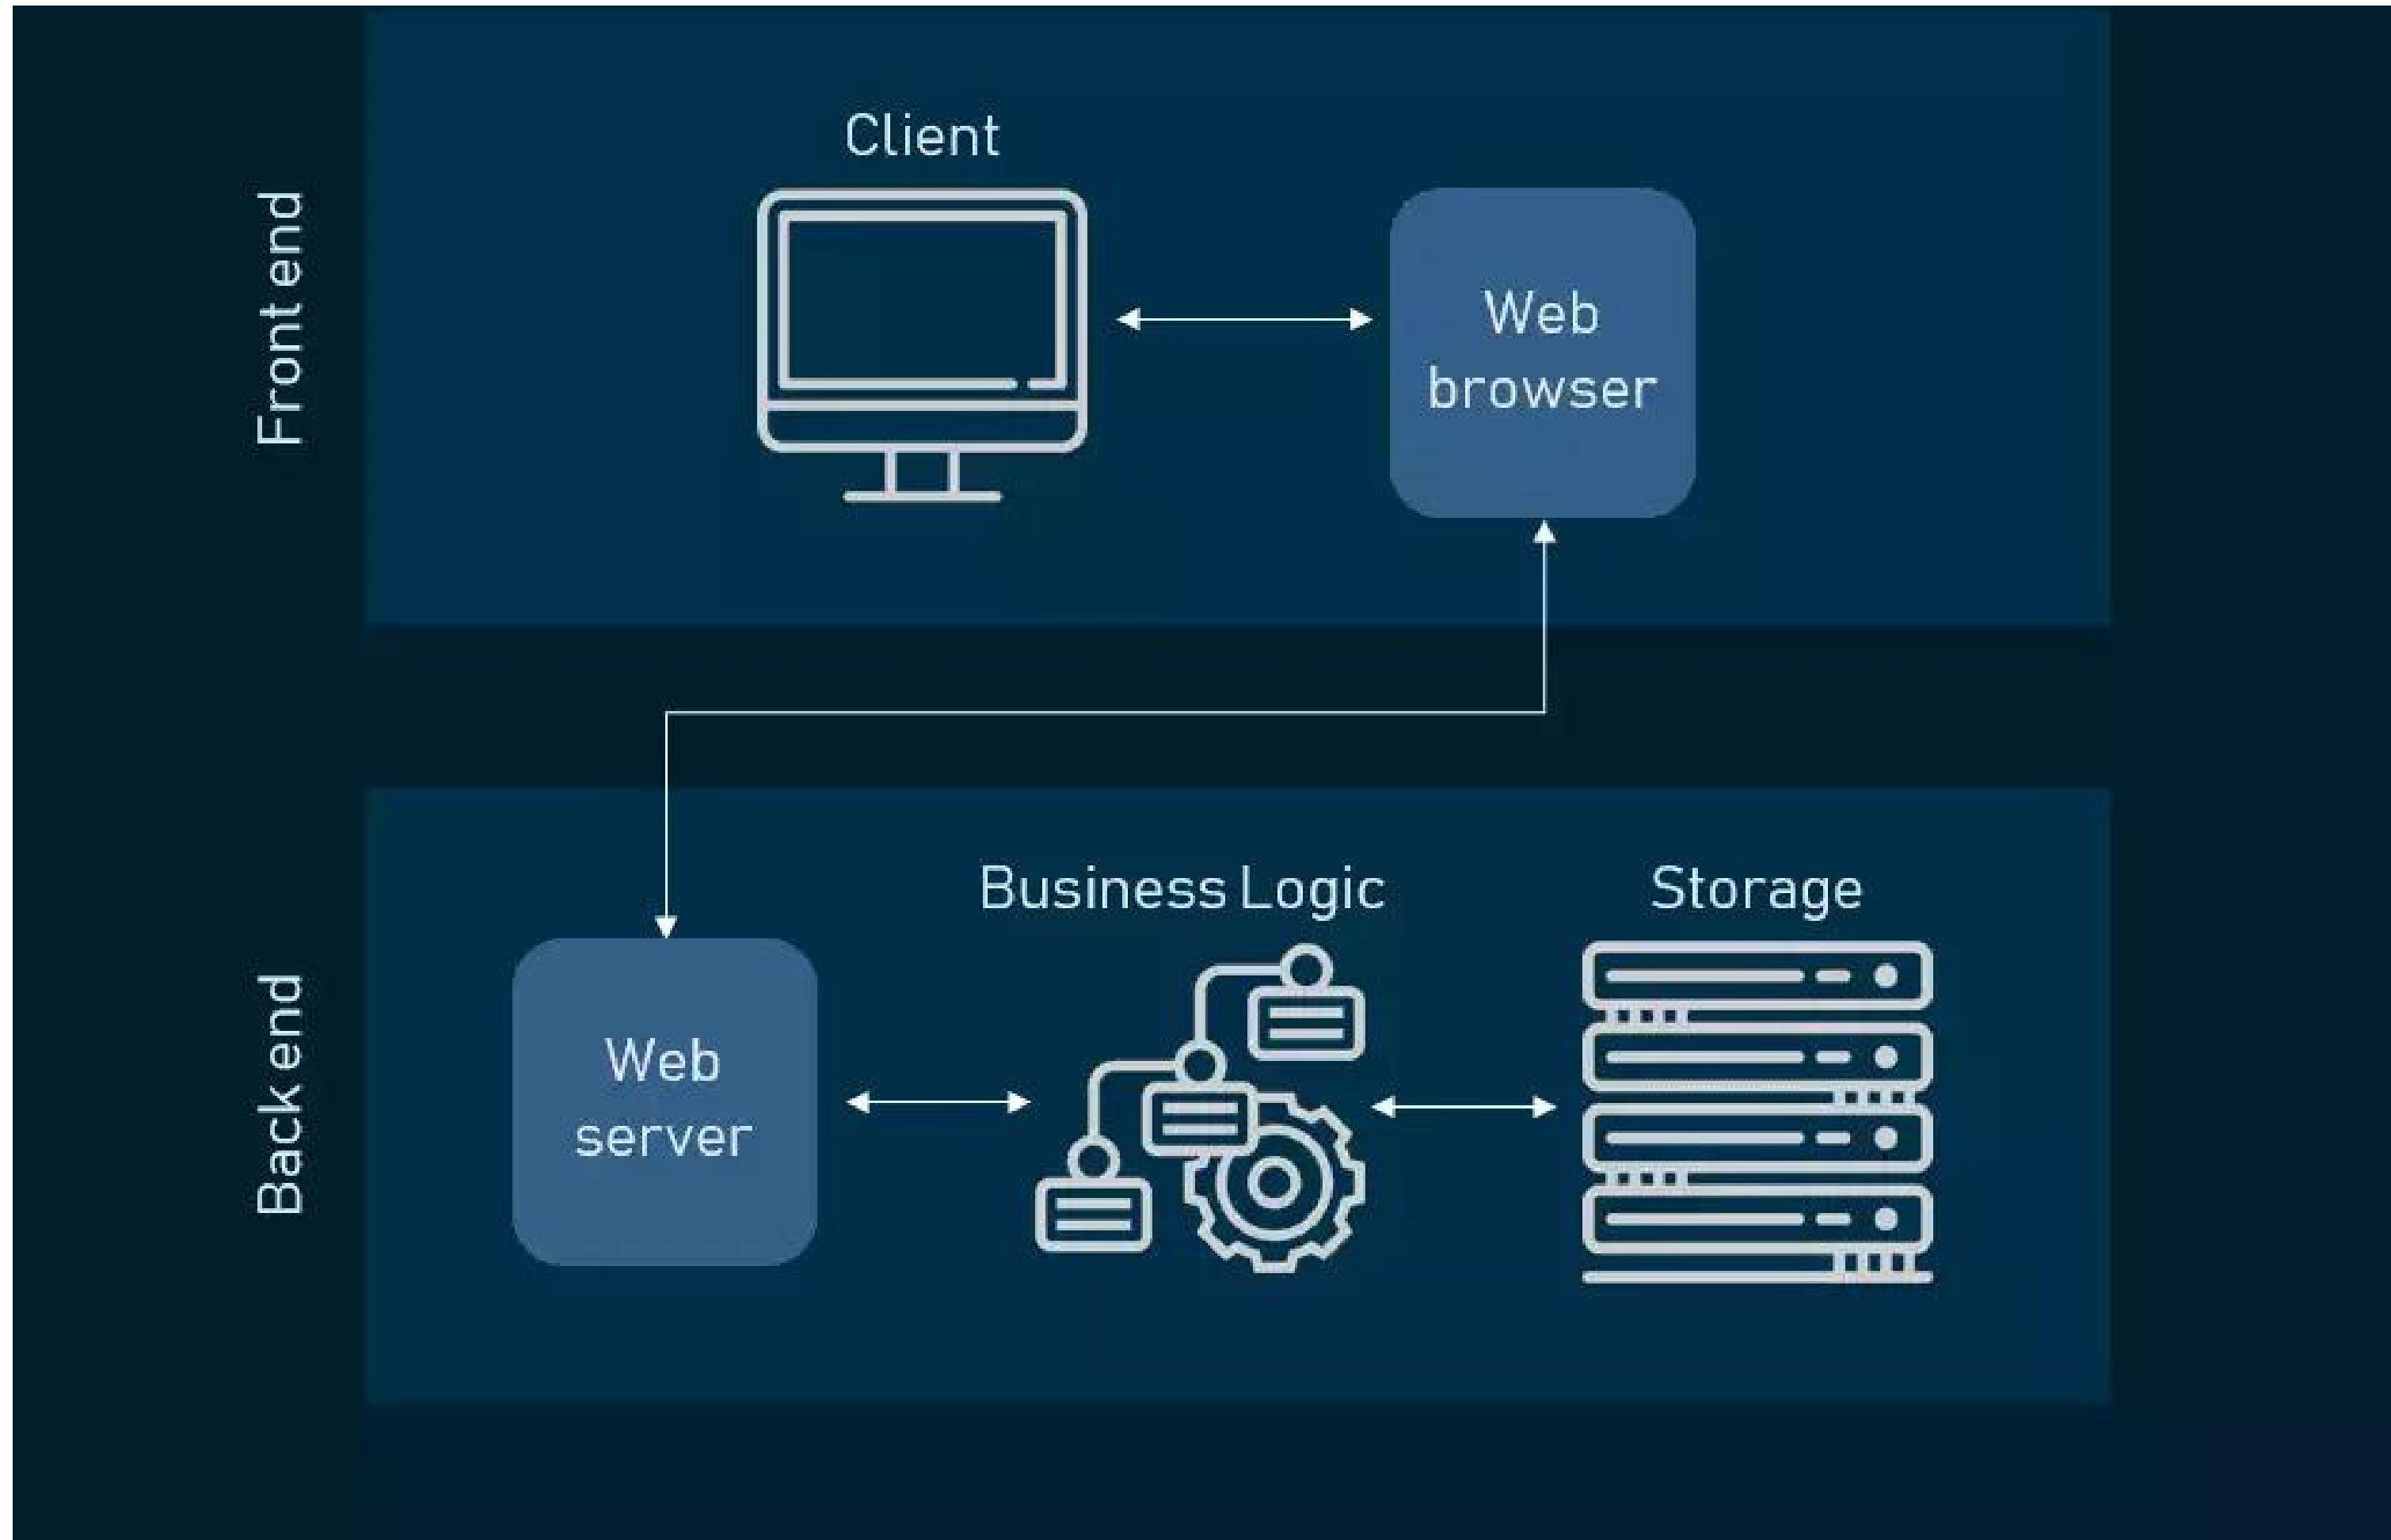 Front end
Client
Web
browser
Back end
Business Logic
Storage
Web
server